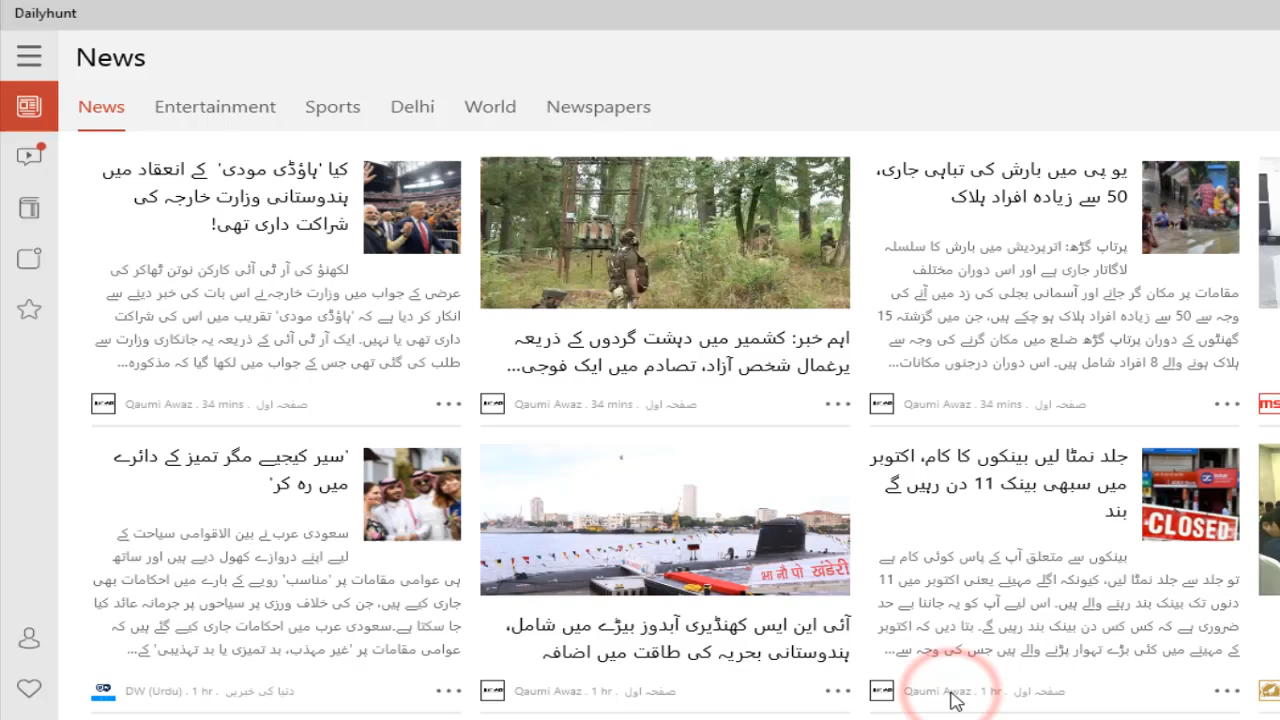 Dailyhunt
News
News Entertainment Sports Delhi World Newspapers
کیا 'ہاؤڈی مودی' کے انعقاد میں
ہندوستانی وزارت خارجہ کی
شراکت داری تھی!
لکھنؤ کی آر ٹی آئی کارکن نوتن ٹھاکر کی
عرضی کے جواب میں وزارت خارجہ نے اس بات کی خبر دینے سے
انکار کر دیا ہے کہ 'ہاؤڈی مودی' تقریب میں اس کی شراکت
داری تھی یا نہیں۔ ایک آر ٹی آئی کے ذریعہ یہ جانکاری وزارت سے
طلب کی گئی تھی جس کے جواب میں لکھا گیا کہ مذکورہ...
Qaumi Awaz . 34 mins . صفحہ اول
اہم خبر: کشمیر میں دہشت گردوں کے ذریعہ
یرغمال شخص آزاد، تصادم میں ایک فوجی...
Qaumi Awaz . 34 mins . صفحہ اول
یو پی میں بارش کی تباہی جاری،
50 سے زیادہ افراد ہلاک
پرتاپ گڑھ: اترپردیش میں بارش کا سلسلہ
لاگاتار جاری ہے اور اس دوران مختلف
مقامات پر مکان گر جانے اور آسمانی بجلی کی زد میں آنے کی
وجہ سے 50 سے زیادہ افراد ہلاک ہو چکے ہیں، جن میں گزشتہ 15
گھنٹوں کے دوران پرتاپ گڑھ ضلع میں مکان گرنے کی وجہ سے
ہلاک ہونے والے 8 افراد شامل ہیں۔ اس دوران درجنوں مکانات...
Qaumi Awaz . 34 mins . صفحہ اول
'سیر کیجیے مگر تمیز کے دائرے
میں رہ کر'
سعودی عرب نے بین الاقوامی سیاحت کے
لیے اپنے دروازے کھول دیے ہیں اور ساتھ
ہی عوامی مقامات پر 'مناسب' رویے کے بارے میں احکامات بھی
جاری کیے ہیں، جن کی خلاف ورزی پر سیاحوں پر جرمانہ عائد کیا
جا سکتا ہے۔سعودی عرب میں احکامات جاری کیے گئے ہیں کہ
عوامی مقامات پر 'غیر مہذب، بد تمیزی یا بد تہذیبی' کے...
DW (Urdu) . 1 hr . دنیا کی خبریں
भा नौ पो खंडेरी
آئی این ایس کھنڈیری آبدوز بیڑے میں شامل،
ہندوستانی بحریہ کی طاقت میں اضافہ
Qaumi Awaz . 1 hr . صفحہ اول
جلد نمٹا لیں بینکوں کا کام، اکتوبر
میں سبھی بینک 11 دن رہیں گے
بند
CLOSED
بینکوں سے متعلق آپ کے پاس کوئی کام ہے
تو جلد سے جلد نمٹا لیں، کیونکہ اگلے مہینے یعنی اکتوبر میں 11
دنوں تک بینک بند رہنے والے ہیں۔ اس لیے آپ کو یہ جاننا بے حد
ضروری ہے کہ کس کس دن بینک بند رہیں گے۔ بتا دیں کہ اکتوبر
کے مہینے میں کئی بڑے تہوار پڑنے والے ہیں جس کی وجہ سے...
Qaumi Awaz . 1 hr . صفحہ اول